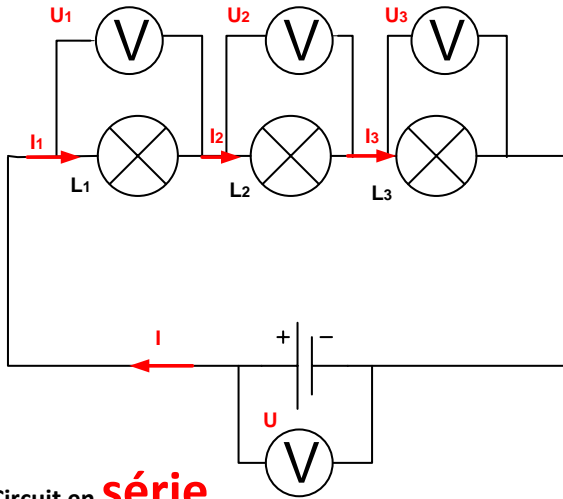 U1 U2 U3
V V V
I1 I2 I3
L1 L2 L3
I + −
U
V
Circuit en série